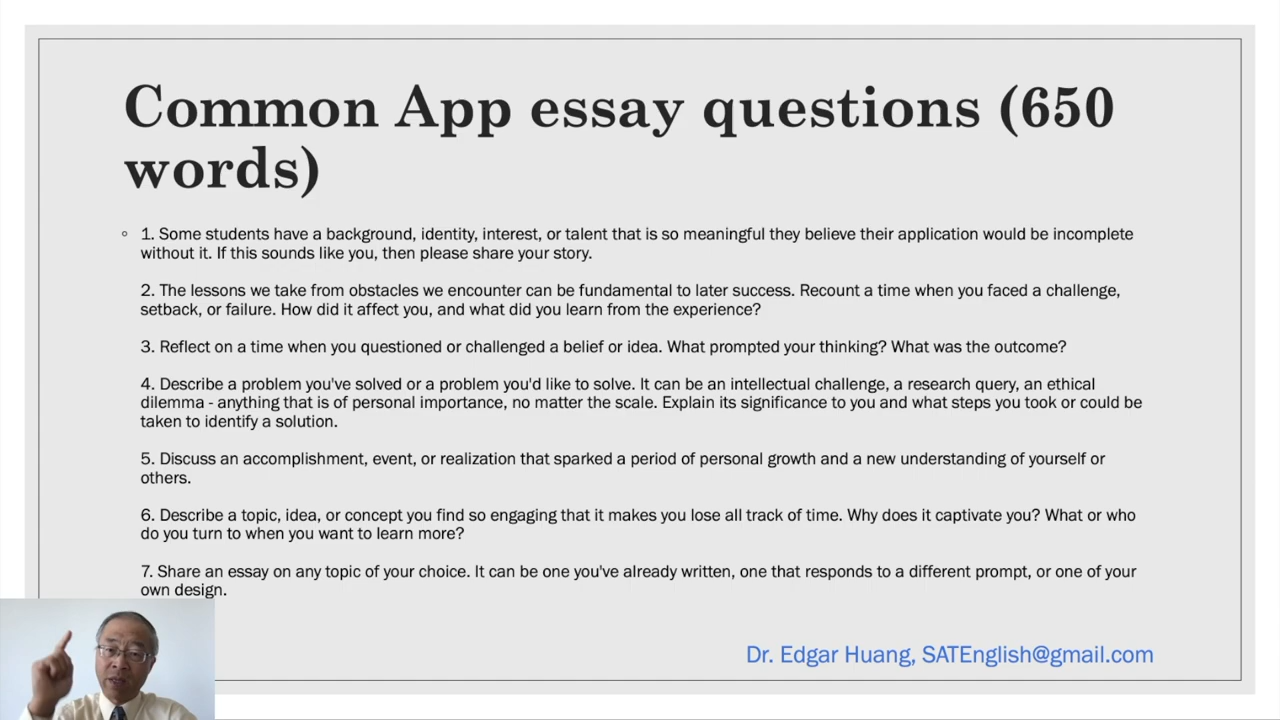 Common App essay questions (650
words)
◦ 1. Some students have a background, identity, interest, or talent that is so meaningful they believe their application would be incomplete
without it. If this sounds like you, then please share your story.
2. The lessons we take from obstacles we encounter can be fundamental to later success. Recount a time when you faced a challenge,
setback, or failure. How did it affect you, and what did you learn from the experience?
3. Reflect on a time when you questioned or challenged a belief or idea. What prompted your thinking? What was the outcome?
4. Describe a problem you've solved or a problem you'd like to solve. It can be an intellectual challenge, a research query, an ethical
dilemma - anything that is of personal importance, no matter the scale. Explain its significance to you and what steps you took or could be
taken to identify a solution.
5. Discuss an accomplishment, event, or realization that sparked a period of personal growth and a new understanding of yourself or
others.
6. Describe a topic, idea, or concept you find so engaging that it makes you lose all track of time. Why does it captivate you? What or who
do you turn to when you want to learn more?
7. Share an essay on any topic of your choice. It can be one you've already written, one that responds to a different prompt, or one of your
own design.
Dr. Edgar Huang, SATEnglish@gmail.com